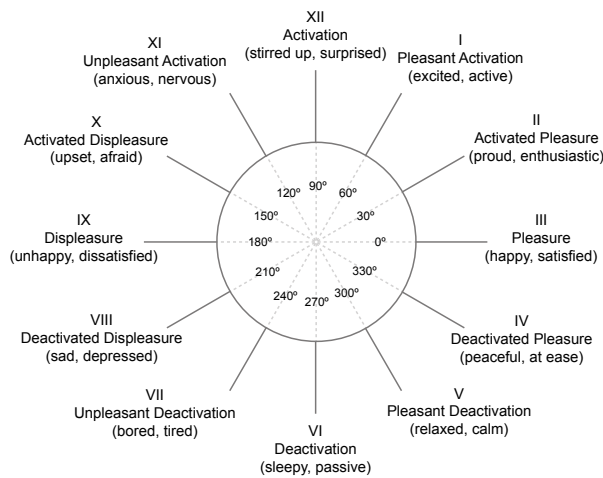 XII
Activation
(stirred up, surprised)
I
Pleasant Activation
(excited, active)
II
Activated Pleasure
(proud, enthusiastic)
III
Pleasure
(happy, satisfied)
IV
Deactivated Pleasure
(peaceful, at ease)
V
Pleasant Deactivation
(relaxed, calm)
VI
Deactivation
(sleepy, passive)
VII
Unpleasant Deactivation
(bored, tired)
VIII
Deactivated Displeasure
(sad, depressed)
IX
Displeasure
(unhappy, dissatisfied)
X
Activated Displeasure
(upset, afraid)
XI
Unpleasant Activation
(anxious, nervous)
90º
60º
30º
0º
330º
300º
270º
240º
210º
180º
150º
120º